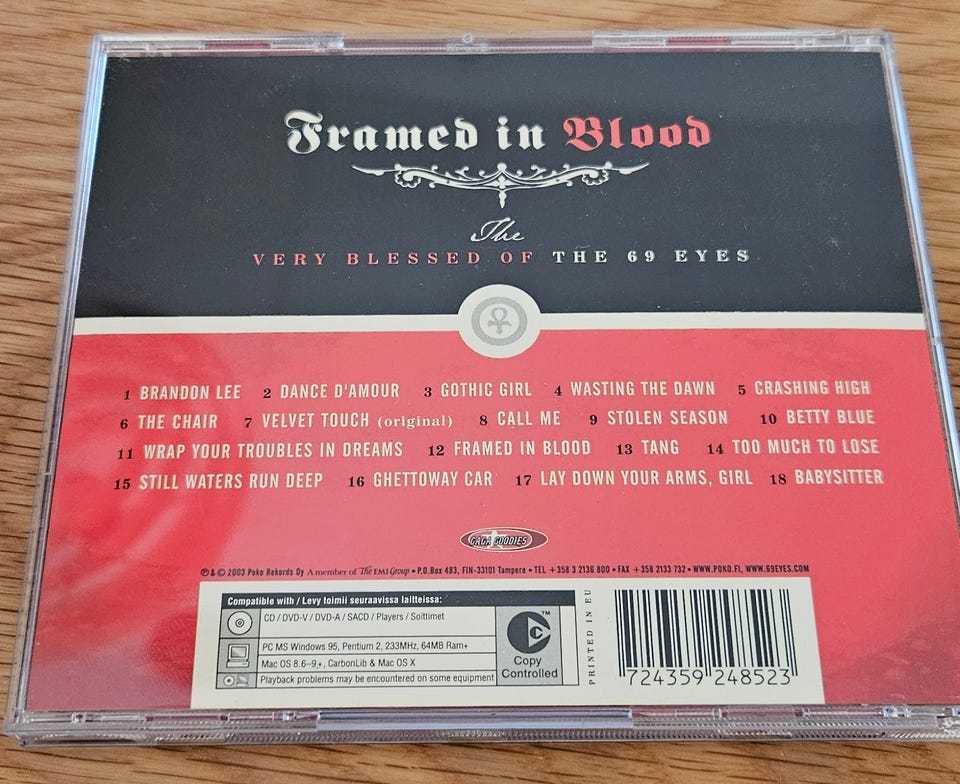 Framed in Blood
The
VERY BLESSED OF THE 69 EYES
1 BRANDON LEE 2 DANCE D'AMOUR 3 GOTHIC GIRL 4 WASTING THE DAWN 5 CRASHING HIGH
6 THE CHAIR 7 VELVET TOUCH (original) 8 CALL ME 9 STOLEN SEASON 10 BETTY BLUE
11 WRAP YOUR TROUBLES IN DREAMS 12 FRAMED IN BLOOD 13 TANG 14 TOO MUCH TO LOSE
15 STILL WATERS RUN DEEP 16 GHETTOWAY CAR 17 LAY DOWN YOUR ARMS, GIRL 18 BABYSITTER
GAGA GOODIES
℗ & © 2003 Poko Rekords Oy A member of The EMI Group • P.O.Box 483, FIN-33101 Tampere • TEL +358 3 2136 800 • FAX +358 2133 732 • WWW.POKO.FI, WWW.69EYES.COM
Compatible with / Levy toimii seuraavissa laitteissa:
CD / DVD-V / DVD-A / SACD / Players / Soittimet
PC MS Windows 95, Pentium 2, 233MHz, 64MB Ram+
Mac OS 8.6-9+, CarbonLib & Mac OS X
Playback problems may be encountered on some equipment
TM
Copy
Controlled
PRINTED IN EU
724359 248523